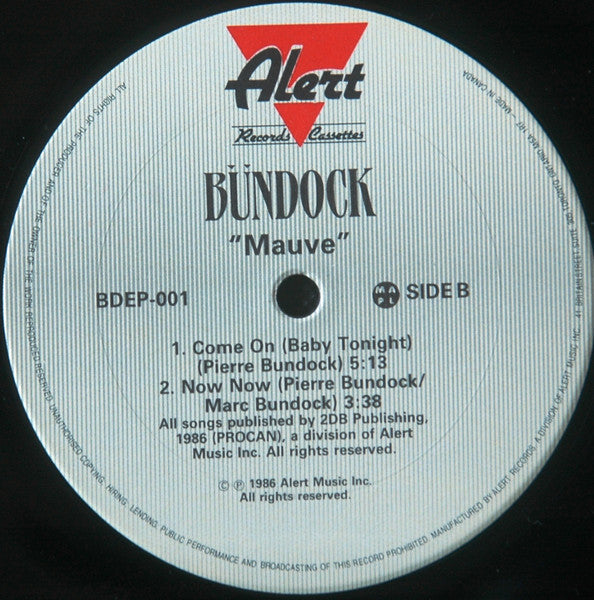 Alert
Records Cassettes
BÜNDOCK
"Mauve"
BDEP-001
SIDE B
1. Come On (Baby Tonight)
(Pierre Bundock) 5:13
2. Now Now (Pierre Bundock/
Marc Bundock) 3:38
All songs published by 2DB Publishing,
1986 (PROCAN), a division of Alert
Music Inc. All rights reserved.
© ℗ 1986 Alert Music Inc.
All rights reserved.
ALL RIGHTS OF THE PRODUCER AND OF THE OWNER OF THE WORK REPRODUCED RESERVED. UNAUTHORISED COPYING, HIRING, LENDING, PUBLIC PERFORMANCE AND BROADCASTING OF THIS RECORD PROHIBITED. MANUFACTURED BY ALERT RECORDS, A DIVISION OF ALERT MUSIC INC. 41 BRITAIN STREET, SUITE 305 TORONTO ONTARIO M5A 1R7 – MADE IN CANADA